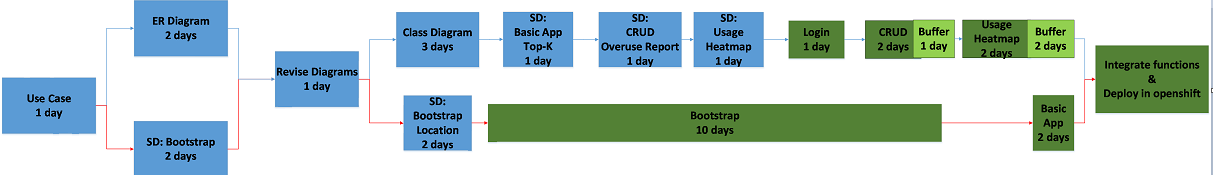 Use Case
1 day
ER Diagram
2 days
SD: Bootstrap
2 days
Revise Diagrams
1 day
Class Diagram
3 days
SD:
Basic App
Top-K
1 day
SD:
CRUD
Overuse Report
1 day
SD:
Usage
Heatmap
1 day
Login
1 day
CRUD
2 days
Buffer
1 day
Usage
Heatmap
2 days
Buffer
2 days
SD:
Bootstrap
Location
2 days
Bootstrap
10 days
Basic
App
2 days
Integrate functions
&
Deploy in openshift